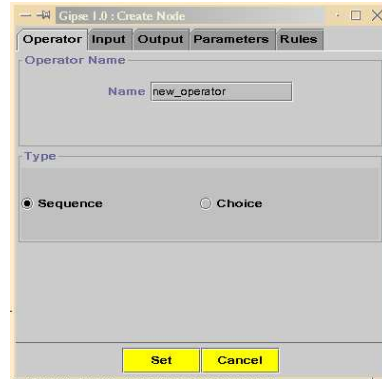 Gipse 1.0 : Create Node
Operator Input Output Parameters Rules
Operator Name
Name new_operator
Type
Sequence Choice
Set Cancel